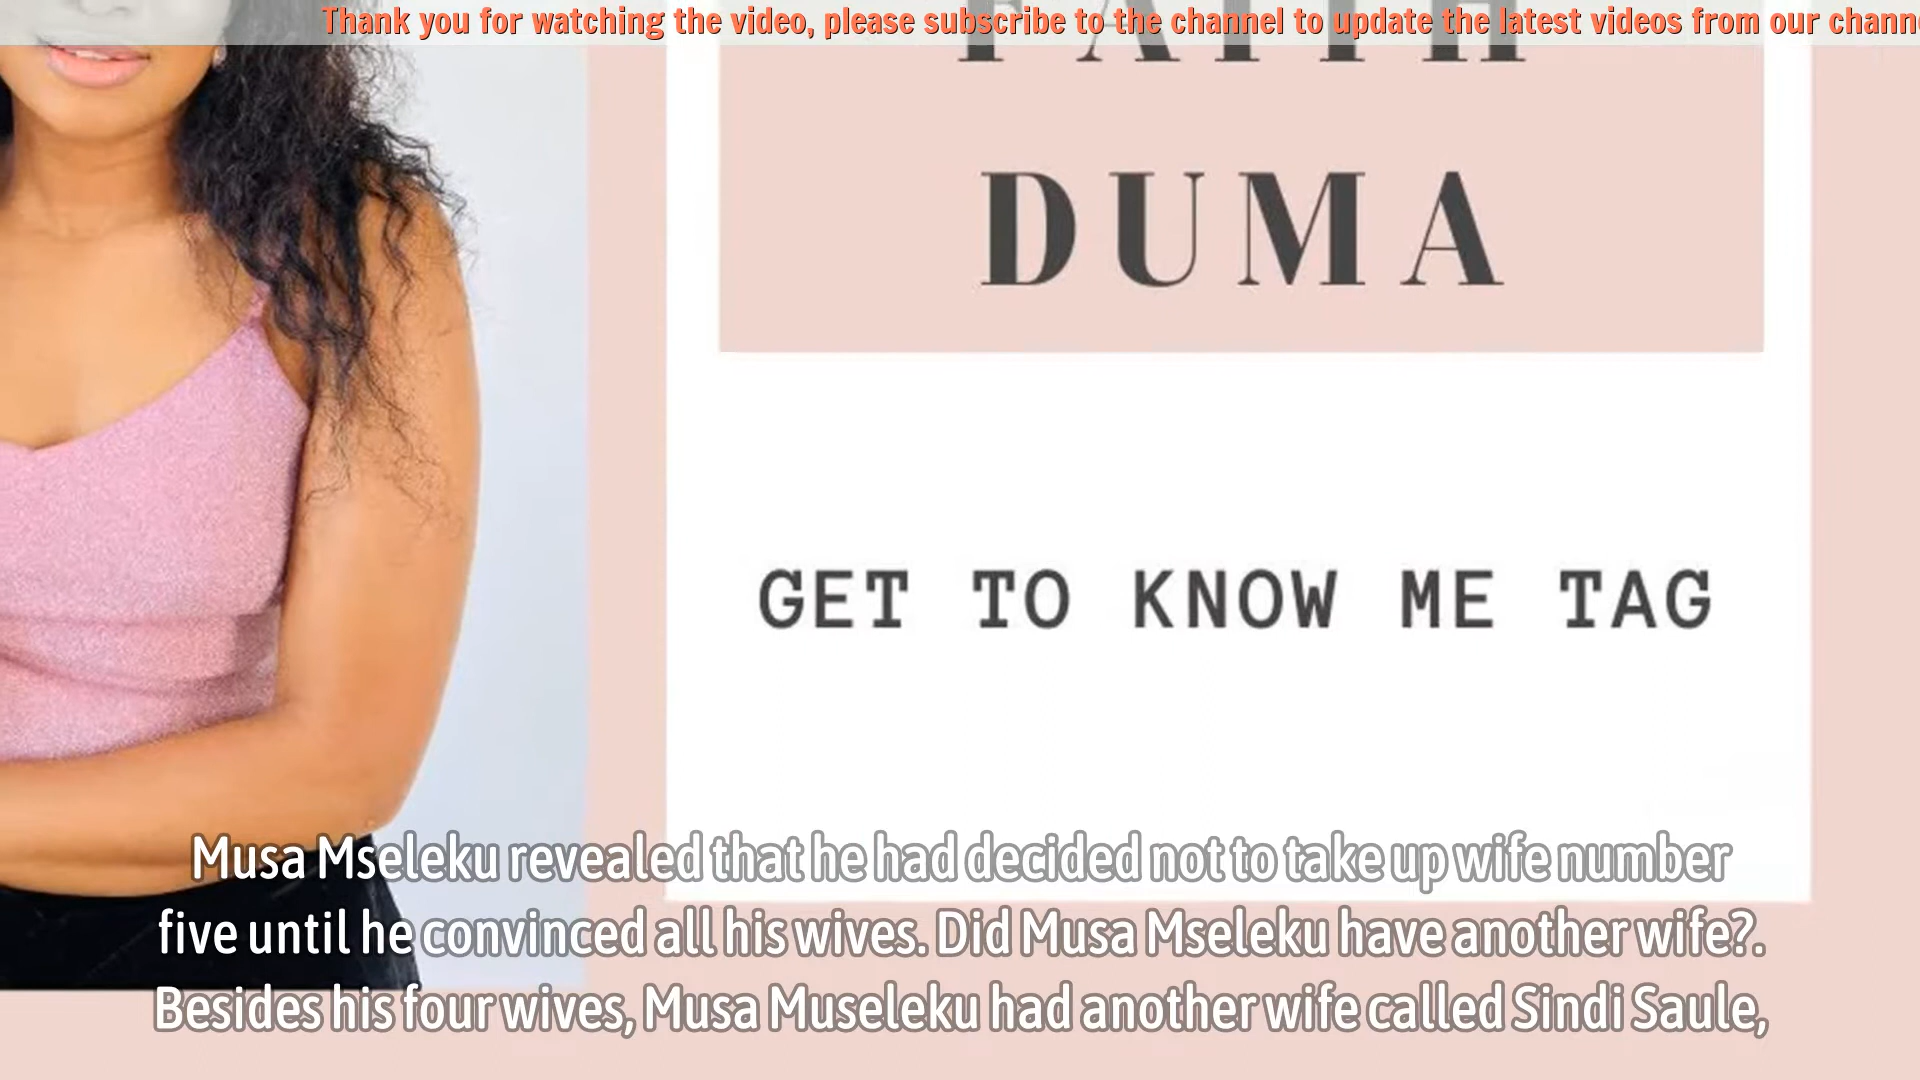 Thank you for watching the video, please subscribe to the channel to update the latest videos from our chann
FAITH
DUMA
GET TO KNOW ME TAG
Musa Mseleku revealed that he had decided not to take up wife number
five until he convinced all his wives. Did Musa Mseleku have another wife?.
Besides his four wives, Musa Museleku had another wife called Sindi Saule,